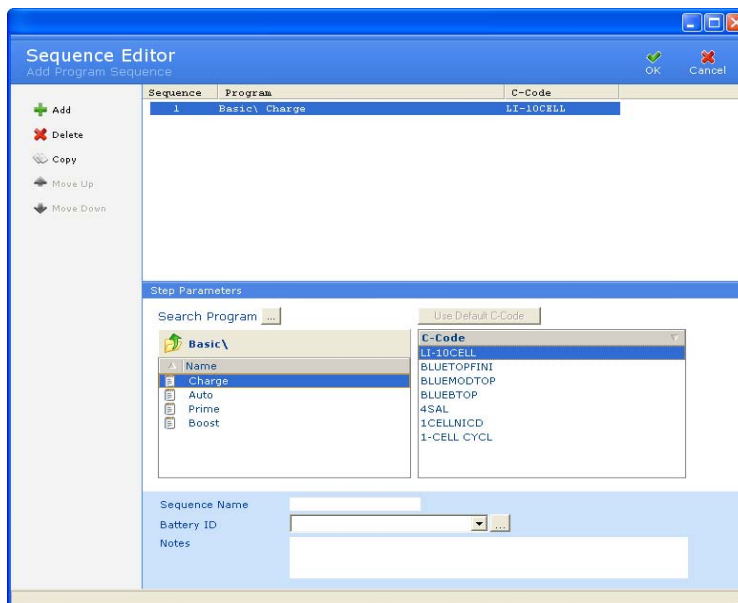 Sequence Editor
Add Program Sequence
OK Cancel
Add
Delete
Copy
Move Up
Move Down
Sequence Program C-Code
1 Basic\ Charge LI-10CELL
Step Parameters
Search Program ...
Use Default C-Code
Basic\
Name
Charge
Auto
Prime
Boost
C-Code
LI-10CELL
BLUETOPFINI
BLUEMODTOP
BLUEBTOP
4SAL
1CELLNICD
1-CELL CYCL
Sequence Name
Battery ID ...
Notes